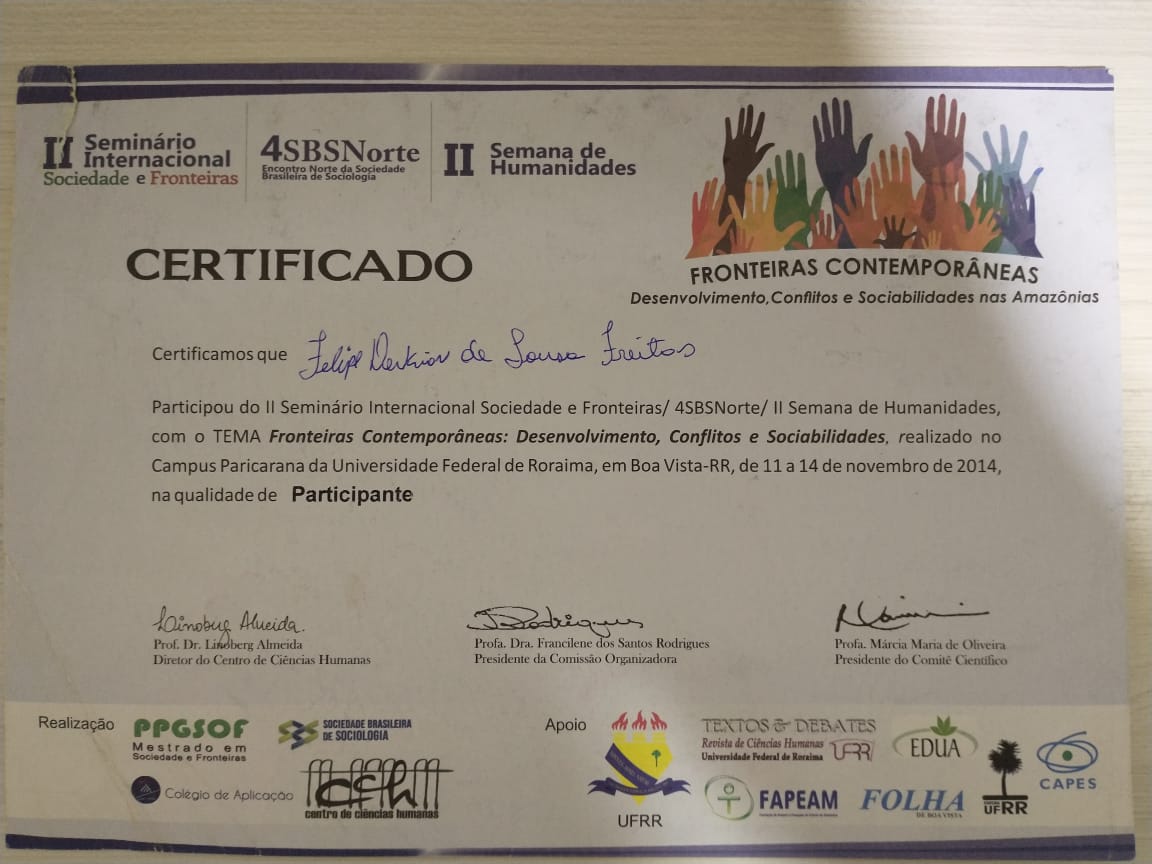 II Seminário
Internacional
Sociedade e Fronteiras
4SBSNorte
Encontro Norte da Sociedade
Brasileira de Sociologia
II Semana de
Humanidades
FRONTEIRAS CONTEMPORÂNEAS
Desenvolvimento,Conflitos e Sociabilidades nas Amazônias
CERTIFICADO
Certificamos que Felipe de Sousa Freitas
Participou do II Seminário Internacional Sociedade e Fronteiras/ 4SBSNorte/ II Semana de Humanidades,
com o TEMA Fronteiras Contemporâneas: Desenvolvimento, Conflitos e Sociabilidades, realizado no
Campus Paricarana da Universidade Federal de Roraima, em Boa Vista-RR, de 11 a 14 de novembro de 2014,
na qualidade de Participante
Lindberg Almeida.
Prof. Dr. Lindberg Almeida
Diretor do Centro de Ciências Humanas
Rodrigues
Profa. Dra. Francilene dos Santos Rodrigues
Presidente da Comissão Organizadora
Profa. Márcia Maria de Oliveira
Presidente do Comitê Científico
Realização
PPGSOF
Mestrado em
Sociedade e Fronteiras
SOCIEDADE BRASILEIRA
DE SOCIOLOGIA
Colégio de Aplicação
cch
centro de ciências humanas
Apoio
UFRR
TEXTOS & DEBATES
Revista de Ciências Humanas
Universidade Federal de Roraima
UFRR
EDUA
FAPEAM
FOLHA
DE BOA VISTA
UFRR
CAPES